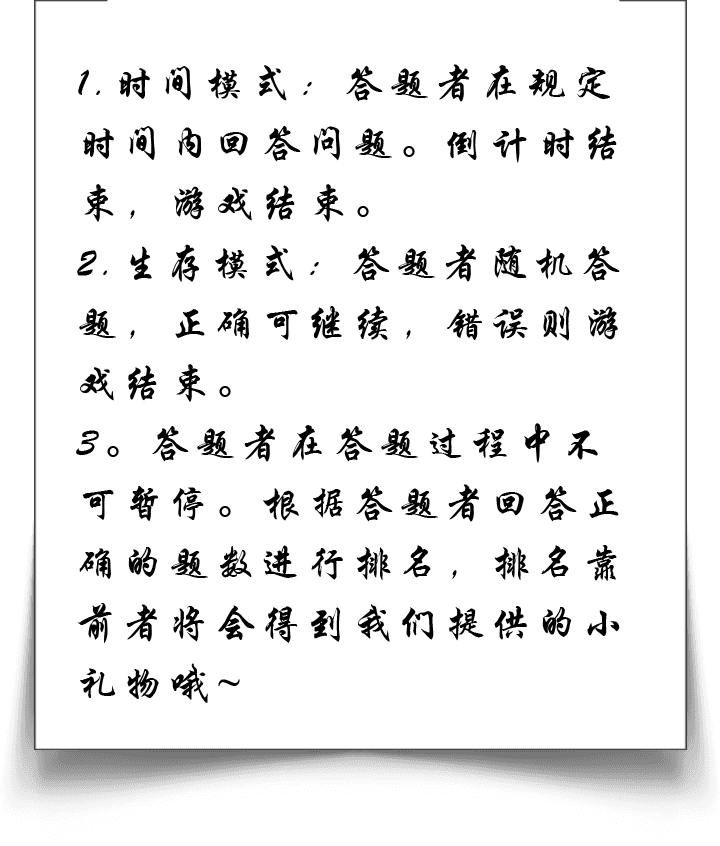 1.时间模式：答题者在规定
时间内回答问题。倒计时结
束，游戏结束。
2.生存模式：答题者随机答
题，正确可继续，错误则游
戏结束。
3。答题者在答题过程中不
可暂停。根据答题者回答正
确的题数进行排名，排名靠
前者将会得到我们提供的小
礼物哦~